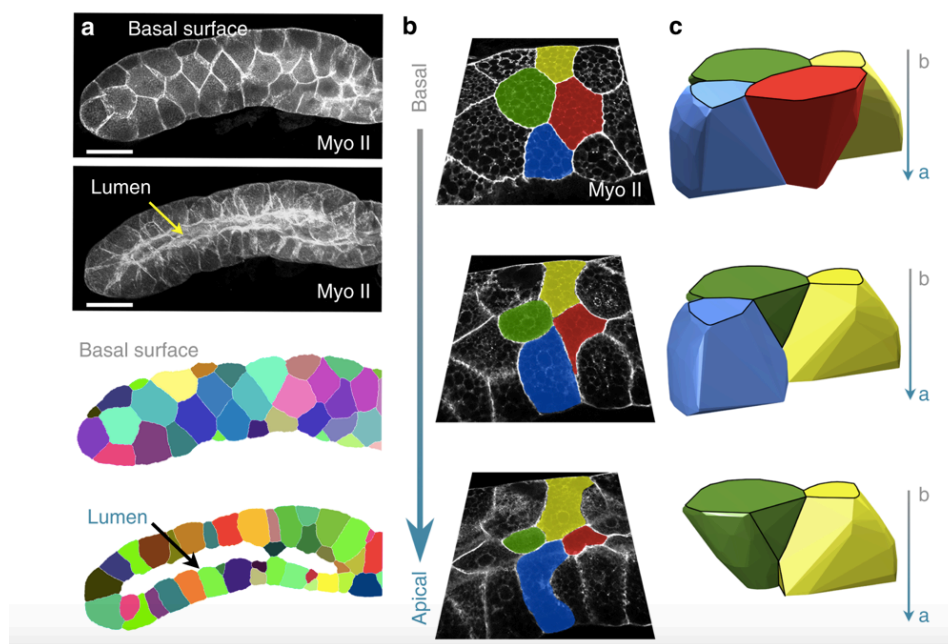 a
Basal surface
Myo II
Lumen
Myo II
Basal surface
Lumen
b
Basal
Myo II
Apical
c
b
a
b
a
b
a